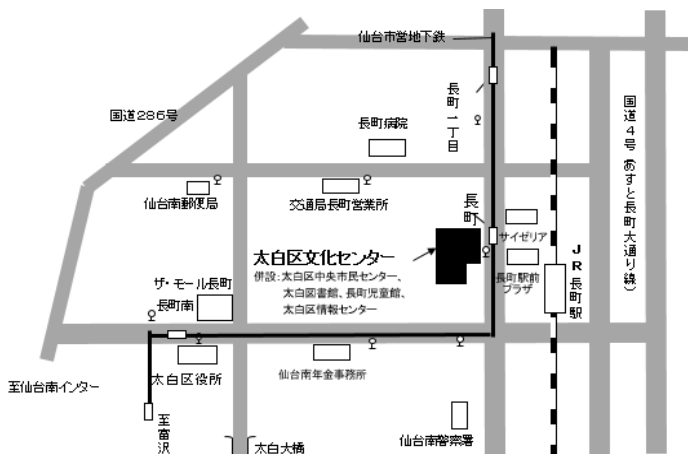 仙台市営地下鉄
国道286号
長町一丁目
長町病院
国道4号(あすと長町大通り線)
仙台南郵便局
交通局長町営業所
長町
サイゼリア
太白区文化センター
併設:太白区中央市民センター、
太白図書館、長町児童館、
太白区情報センター
長町駅前
プラザ
JR長町駅
ザ・モール長町
長町南
太白区役所
仙台南年金事務所
至仙台南インター
至富沢
太白大橋
仙台南警察署